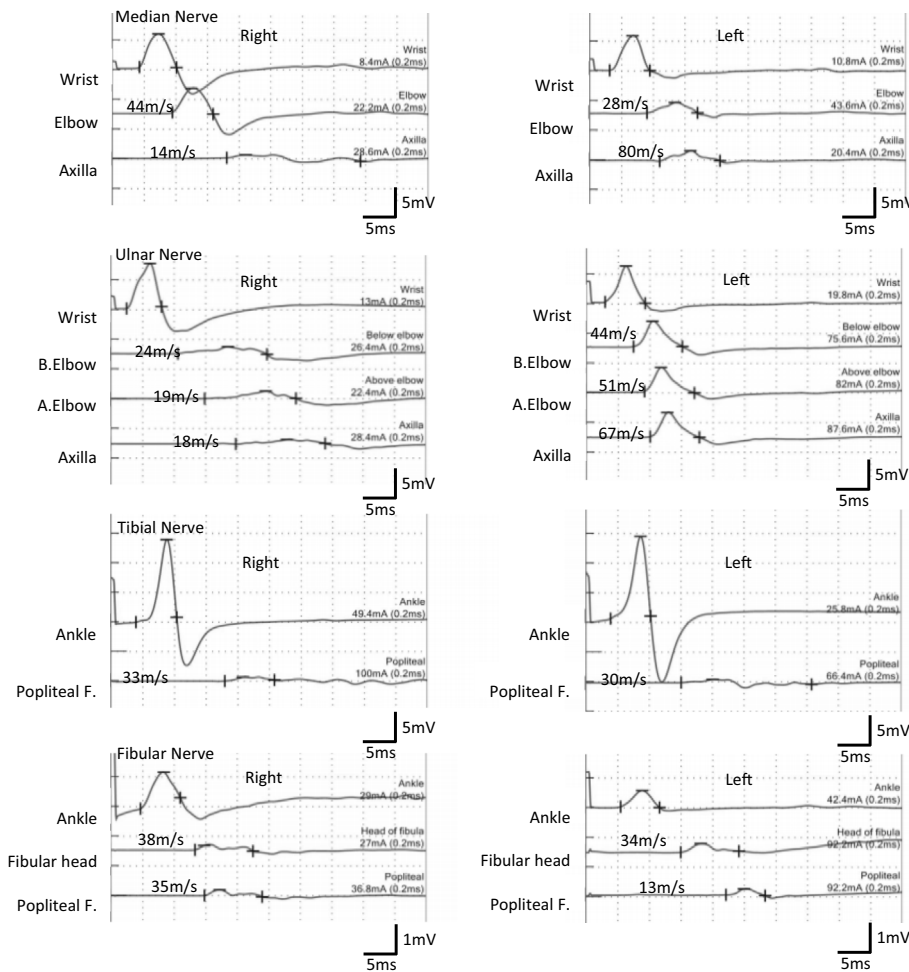 Median Nerve
Right
Left
Wrist
8.4mA (0.2ms)
Wrist
10.8mA (0.2ms)
Wrist
Wrist
44m/s
Elbow
22.2mA (0.2ms)
28m/s
Elbow
43.6mA (0.2ms)
Elbow
Elbow
14m/s
Axilla
28.6mA (0.2ms)
80m/s
Axilla
20.4mA (0.2ms)
Axilla
Axilla
5mV
5ms
5mV
5ms
Ulnar Nerve
Right
Left
Wrist
13mA (0.2ms)
Wrist
19.8mA (0.2ms)
Wrist
Wrist
24m/s
Below elbow
26.4mA (0.2ms)
44m/s
Below elbow
75.6mA (0.2ms)
B.Elbow
B.Elbow
19m/s
Above elbow
22.4mA (0.2ms)
51m/s
Above elbow
82mA (0.2ms)
A.Elbow
A.Elbow
18m/s
Axilla
28.4mA (0.2ms)
67m/s
Axilla
87.6mA (0.2ms)
Axilla
Axilla
5mV
5ms
5mV
5ms
Tibial Nerve
Right
Left
Ankle
49.4mA (0.2ms)
Ankle
25.8mA (0.2ms)
Ankle
Ankle
33m/s
Popliteal
100mA (0.2ms)
30m/s
Popliteal
66.4mA (0.2ms)
Popliteal F.
Popliteal F.
5mV
5ms
5mV
5ms
Fibular Nerve
Right
Left
Ankle
29mA (0.2ms)
Ankle
42.4mA (0.2ms)
Ankle
Ankle
38m/s
Head of fibula
27mA (0.2ms)
34m/s
Head of fibula
92.2mA (0.2ms)
Fibular head
Fibular head
35m/s
Popliteal
36.8mA (0.2ms)
13m/s
Popliteal
92.2mA (0.2ms)
Popliteal F.
Popliteal F.
1mV
5ms
1mV
5ms